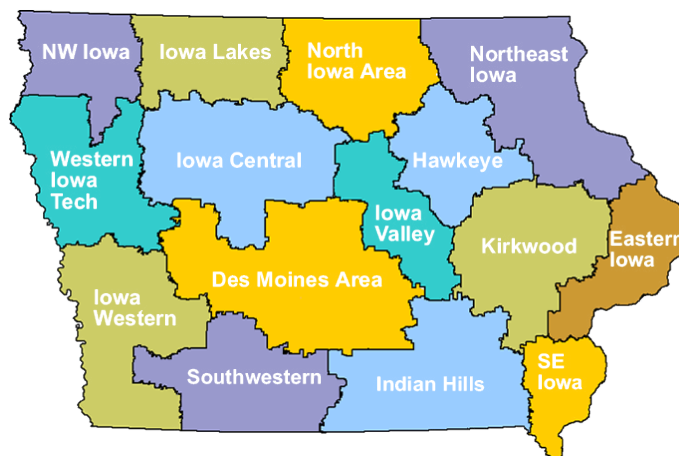 NW Iowa
Iowa Lakes
North
Iowa Area
Northeast
Iowa
Western
Iowa
Tech
Iowa Central
Hawkeye
Iowa
Valley
Kirkwood
Eastern
Iowa
Des Moines Area
Iowa
Western
Southwestern
Indian Hills
SE
Iowa